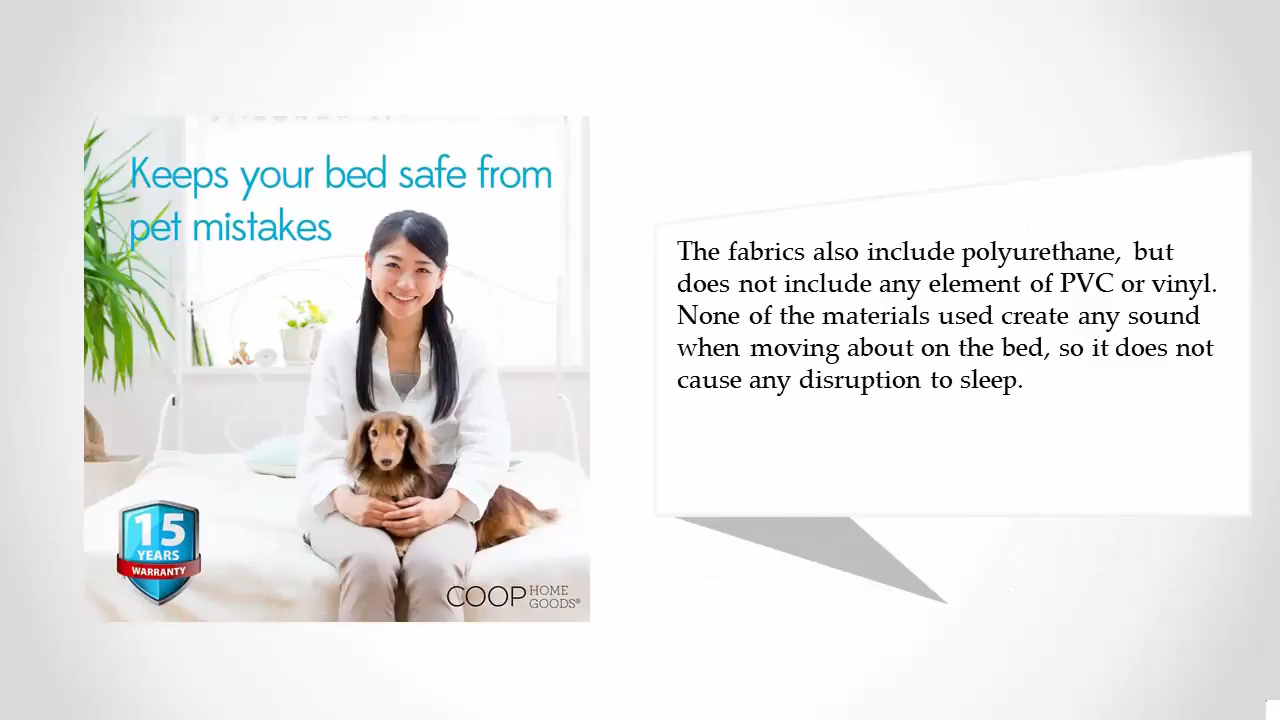 Keeps your bed safe from
pet mistakes
15
YEARS
WARRANTY
COOP HOME
GOODS®
The fabrics also include polyurethane, but
does not include any element of PVC or vinyl.
None of the materials used create any sound
when moving about on the bed, so it does not
cause any disruption to sleep.